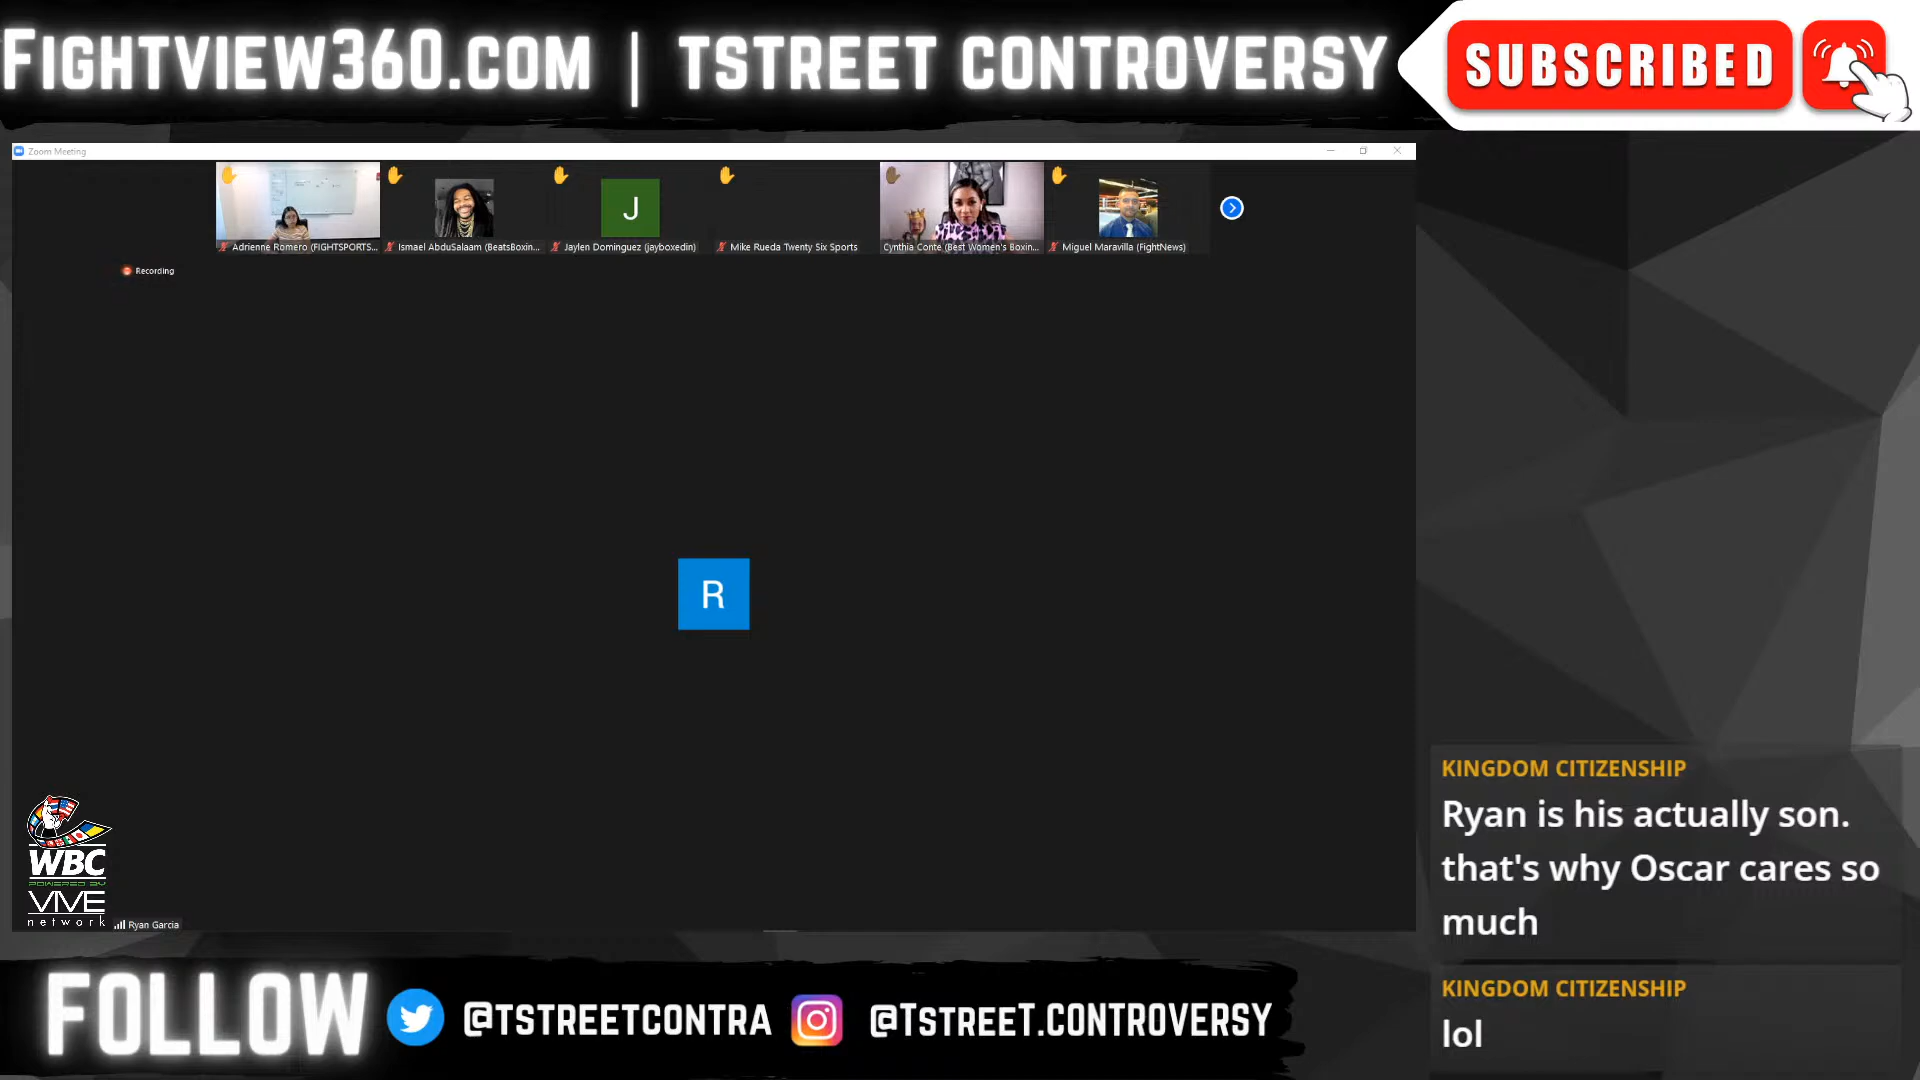 FIGHTVIEW360.COM | TSTREET CONTROVERSY
SUBSCRIBED
Zoom Meeting
J
Adrienne Romero (FIGHTSPORTS...
Ismael AbduSalaam (BeatsBoxin...
Jaylen Dominguez (jayboxedin)
Mike Rueda Twenty Six Sports
Cynthia Conte (Best Women's Boxin...
Miguel Maravilla (FightNews)
Recording
R
KINGDOM CITIZENSHIP
Ryan is his actually son.
that's why Oscar cares so
much
WBC
POWERED BY
VIVE
network
Ryan Garcia
KINGDOM CITIZENSHIP
lol
FOLLOW
@TSTREETCONTRA
@TSTREET.CONTROVERSY